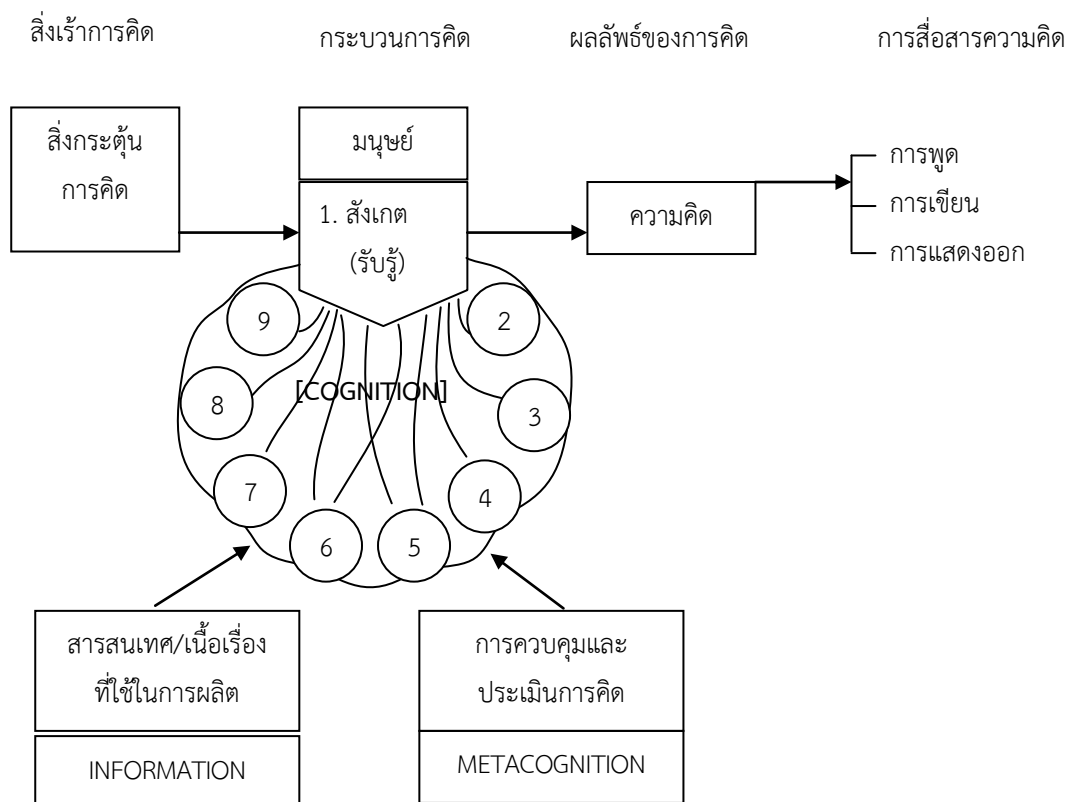 สิ่งเร้าการคิด
กระบวนการคิด
ผลลัพธ์ของการคิด
การสื่อสารความคิด
สิ่งกระตุ้น
การคิด
มนุษย์
1. สังเกต
(รับรู้)
ความคิด
การพูด
การเขียน
การแสดงออก
9
2
8
[COGNITION]
3
7
4
6
5
สารสนเทศ/เนื้อเรื่อง
ที่ใช้ในการผลิต
INFORMATION
การควบคุมและ
ประเมินการคิด
METACOGNITION